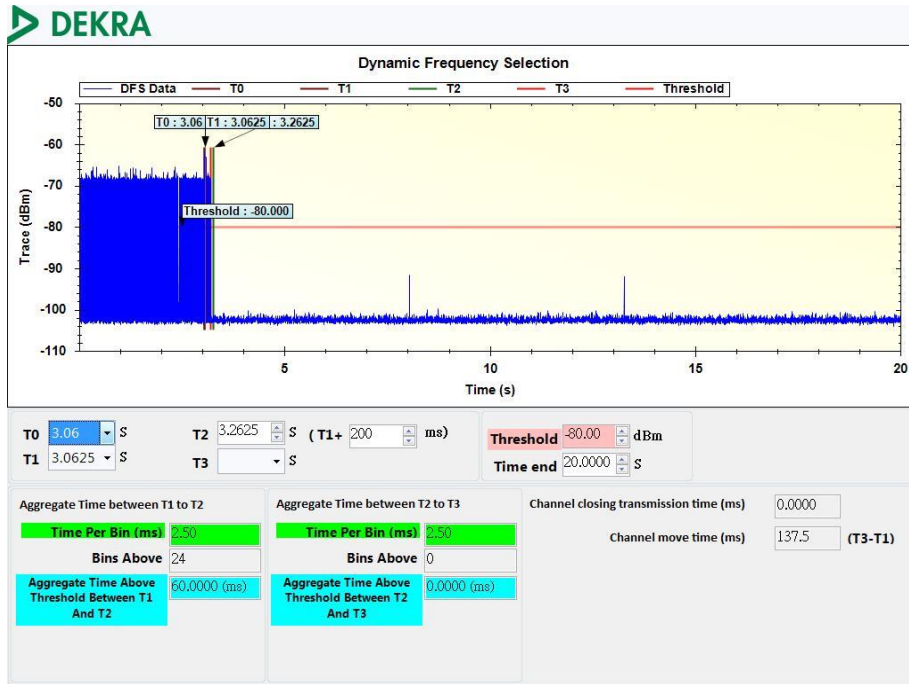 DEKRA
Dynamic Frequency Selection
DFS Data T0 T1 T2 T3 Threshold
-50
T0 : 3.06 T1 : 3.0625 : 3.2625
-60
-70
Threshold : -80.000
-80
-90
-100
-110
Trace (dBm)
5 10 15 20
Time (s)
T0 3.06 S T2 3.2625 S ( T1+ 200 ms) Threshold -80.00 dBm
T1 3.0625 S T3 S Time end 20.0000 S
Aggregate Time between T1 to T2
Time Per Bin (ms) 2.50
Bins Above 24
Aggregate Time Above 60.0000 (ms)
Threshold Between T1
And T2
Aggregate Time between T2 to T3
Time Per Bin (ms) 2.50
Bins Above 0
Aggregate Time Above 0.0000 (ms)
Threshold Between T2
And T3
Channel closing transmission time (ms) 0.0000
Channel move time (ms) 137.5 (T3-T1)